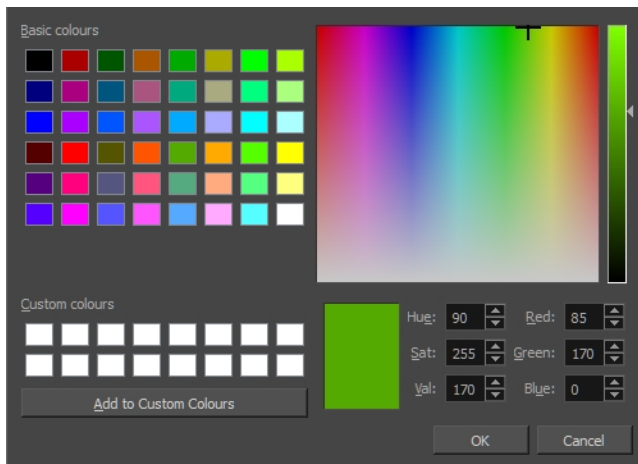 Basic colours
Custom colours
Add to Custom Colours
Hue: 90 Red: 85
Sat: 255 Green: 170
Val: 170 Blue: 0
OK Cancel